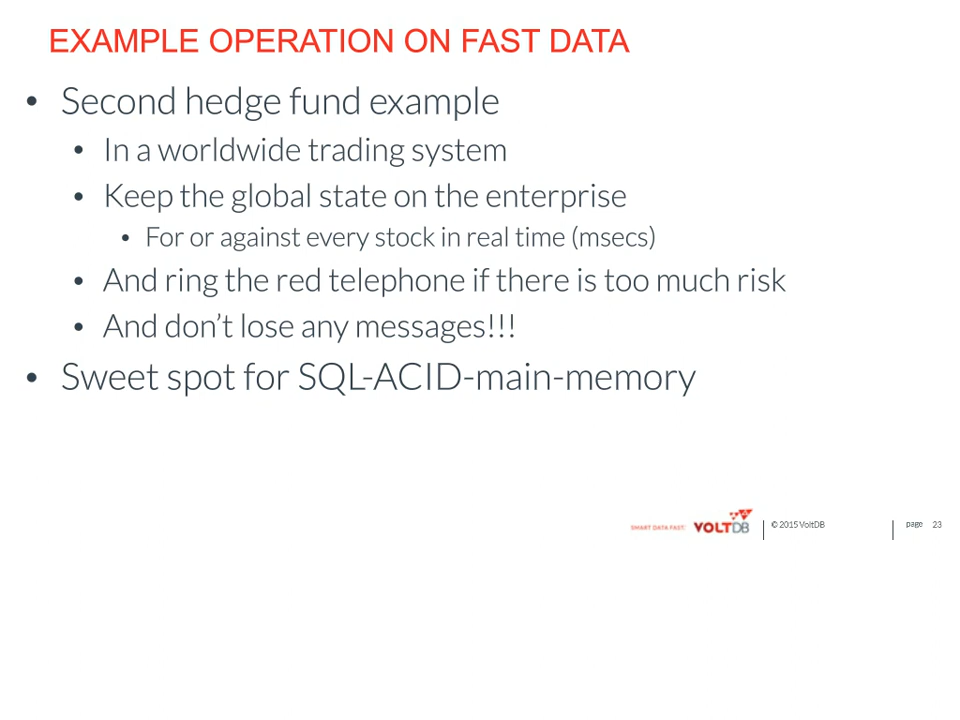 EXAMPLE OPERATION ON FAST DATA
• Second hedge fund example
• In a worldwide trading system
• Keep the global state on the enterprise
• For or against every stock in real time (msecs)
• And ring the red telephone if there is too much risk
• And don’t lose any messages!!!
• Sweet spot for SQL-ACID-main-memory
SMART DATA FAST. VOLTDB © 2015 VoltDB page 23